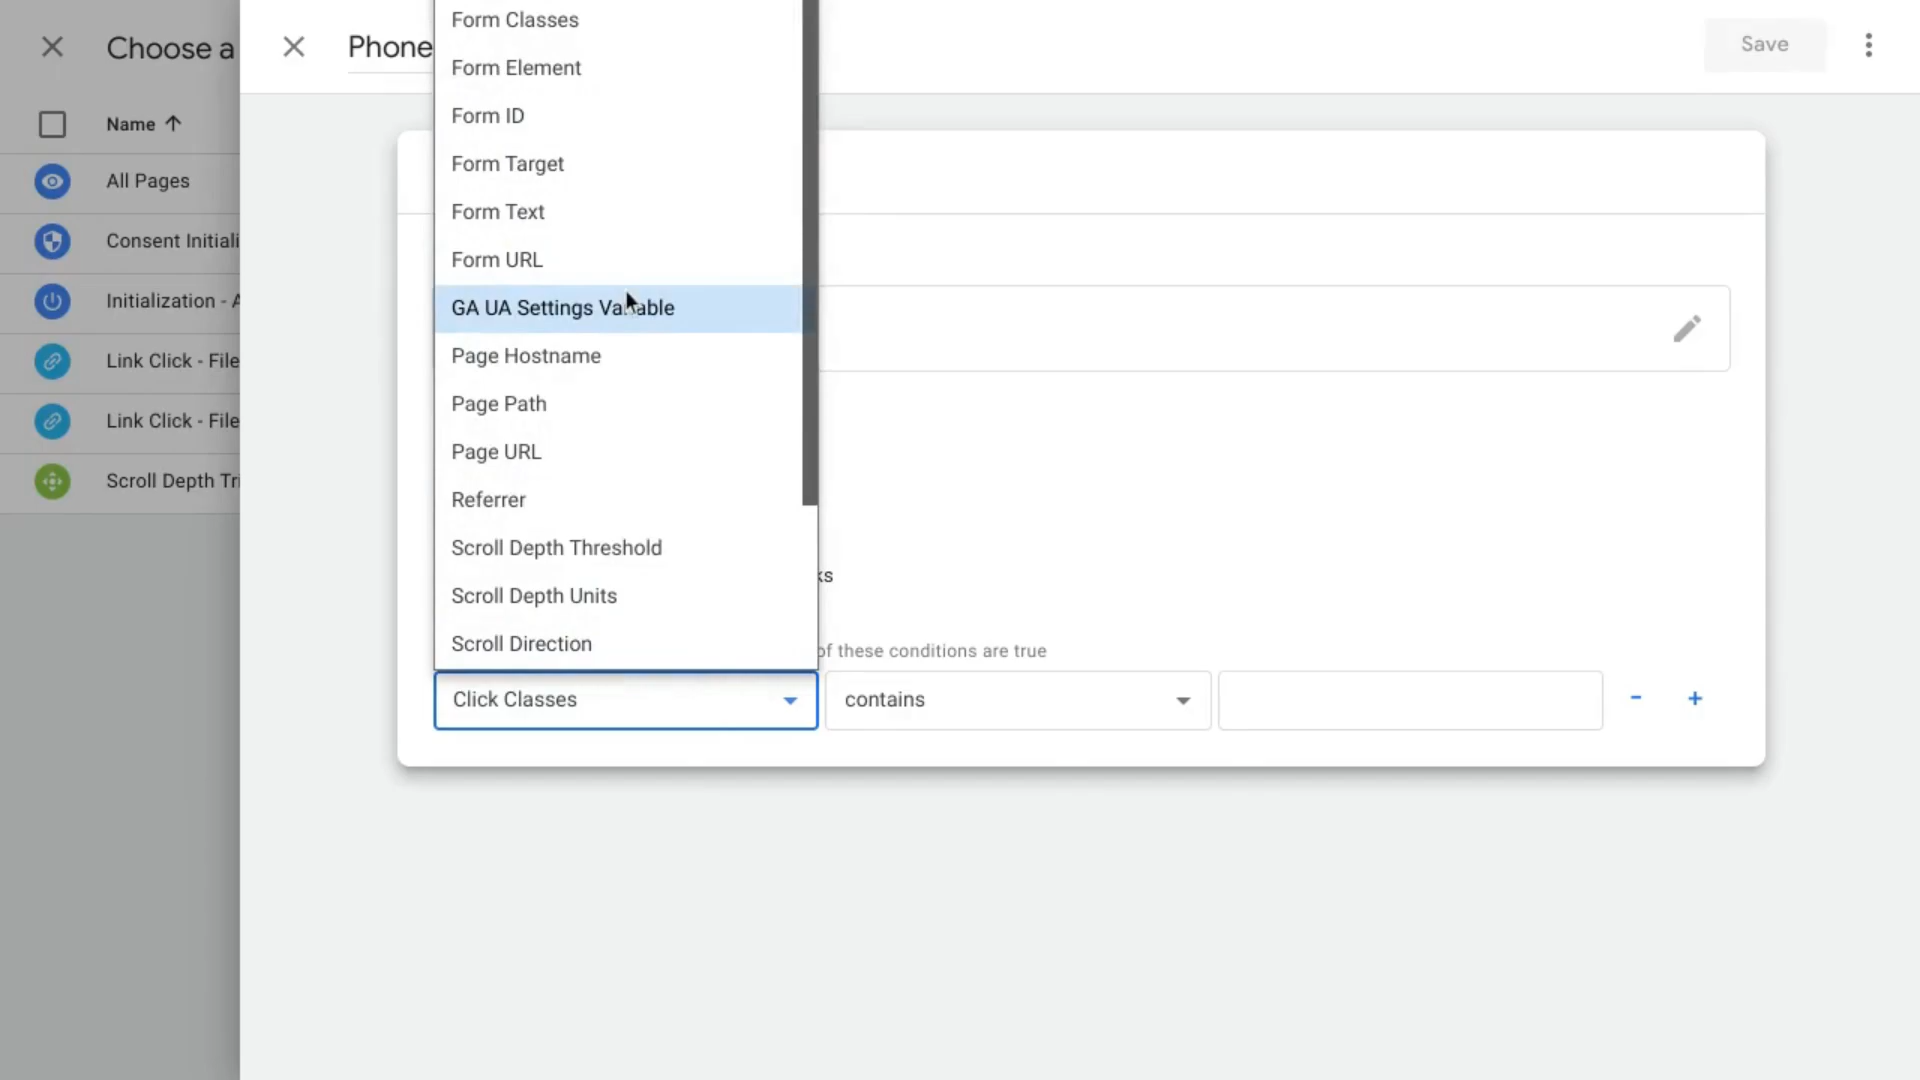 Choose a
Name
All Pages
Consent Initiali
Initialization - A
Link Click - File
Link Click - File
Scroll Depth Tri
Phone
Save
Form Classes
Form Element
Form ID
Form Target
Form Text
Form URL
GA UA Settings Variable
Page Hostname
Page Path
Page URL
Referrer
Scroll Depth Threshold
Scroll Depth Units
Scroll Direction
ks
of these conditions are true
Click Classes
contains
- +